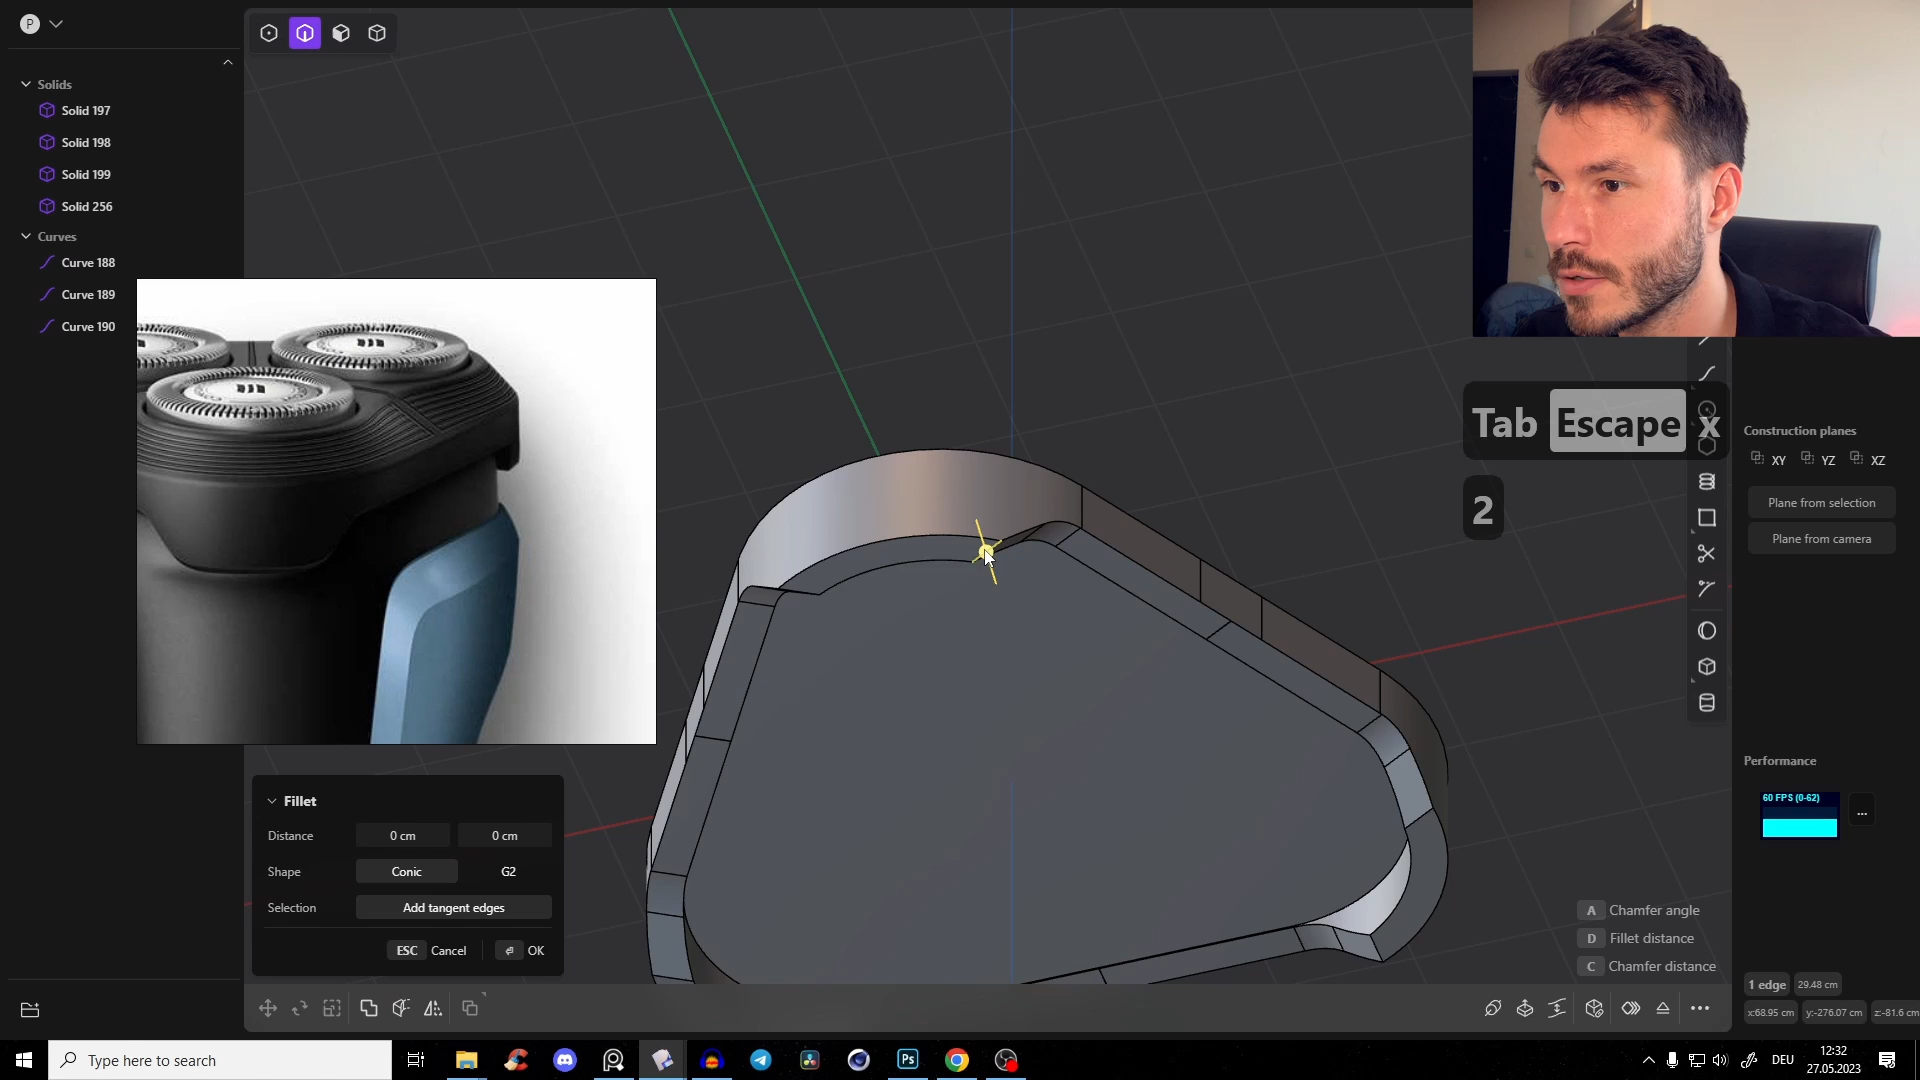 P
Solids
Solid 197
Solid 198
Solid 199
Solid 256
Curves
Curve 188
Curve 189
Curve 190
Tab Escape x
2
Construction planes
XY YZ XZ
Plane from selection
Plane from camera
Performance
60 FPS (0-62)
...
Fillet
Distance 0 cm 0 cm
Shape Conic G2
Selection Add tangent edges
ESC Cancel OK
A Chamfer angle
D Fillet distance
C Chamfer distance
1 edge 29.48 cm
x:68.95 cm y:-276.07 cm z:-81.6 cm
Type here to search
Ps
DEU
12:32
27.05.2023